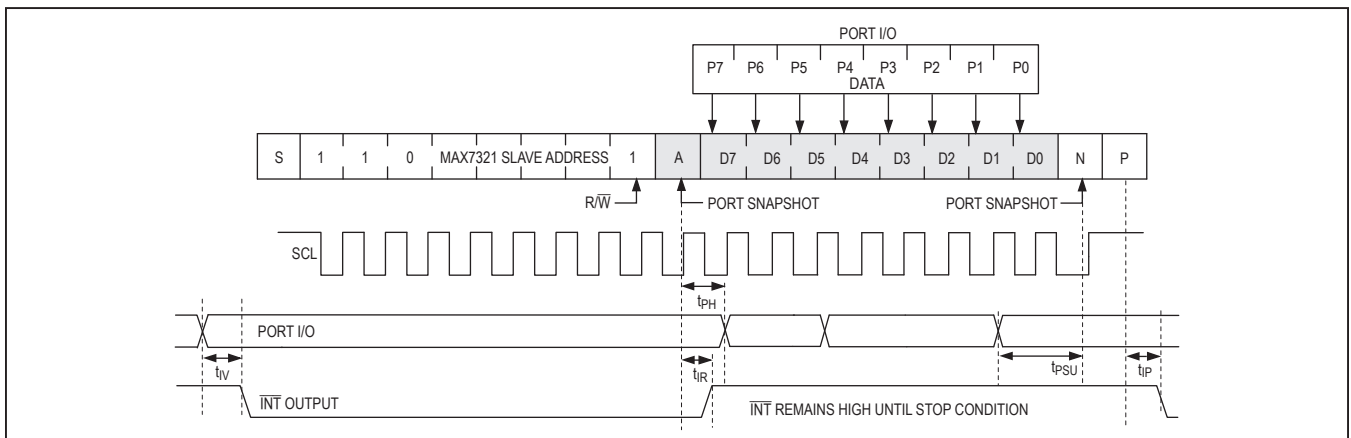 PORT I/O
P7 P6 P5 P4 P3 P2 P1 P0
DATA
S 1 1 0 MAX7321 SLAVE ADDRESS 1 A D7 D6 D5 D4 D3 D2 D1 D0 N P
R/W̅ PORT SNAPSHOT PORT SNAPSHOT
SCL
tPH
PORT I/O
tIV tIR tPSU tIP
I̅N̅T̅ OUTPUT I̅N̅T̅ REMAINS HIGH UNTIL STOP CONDITION